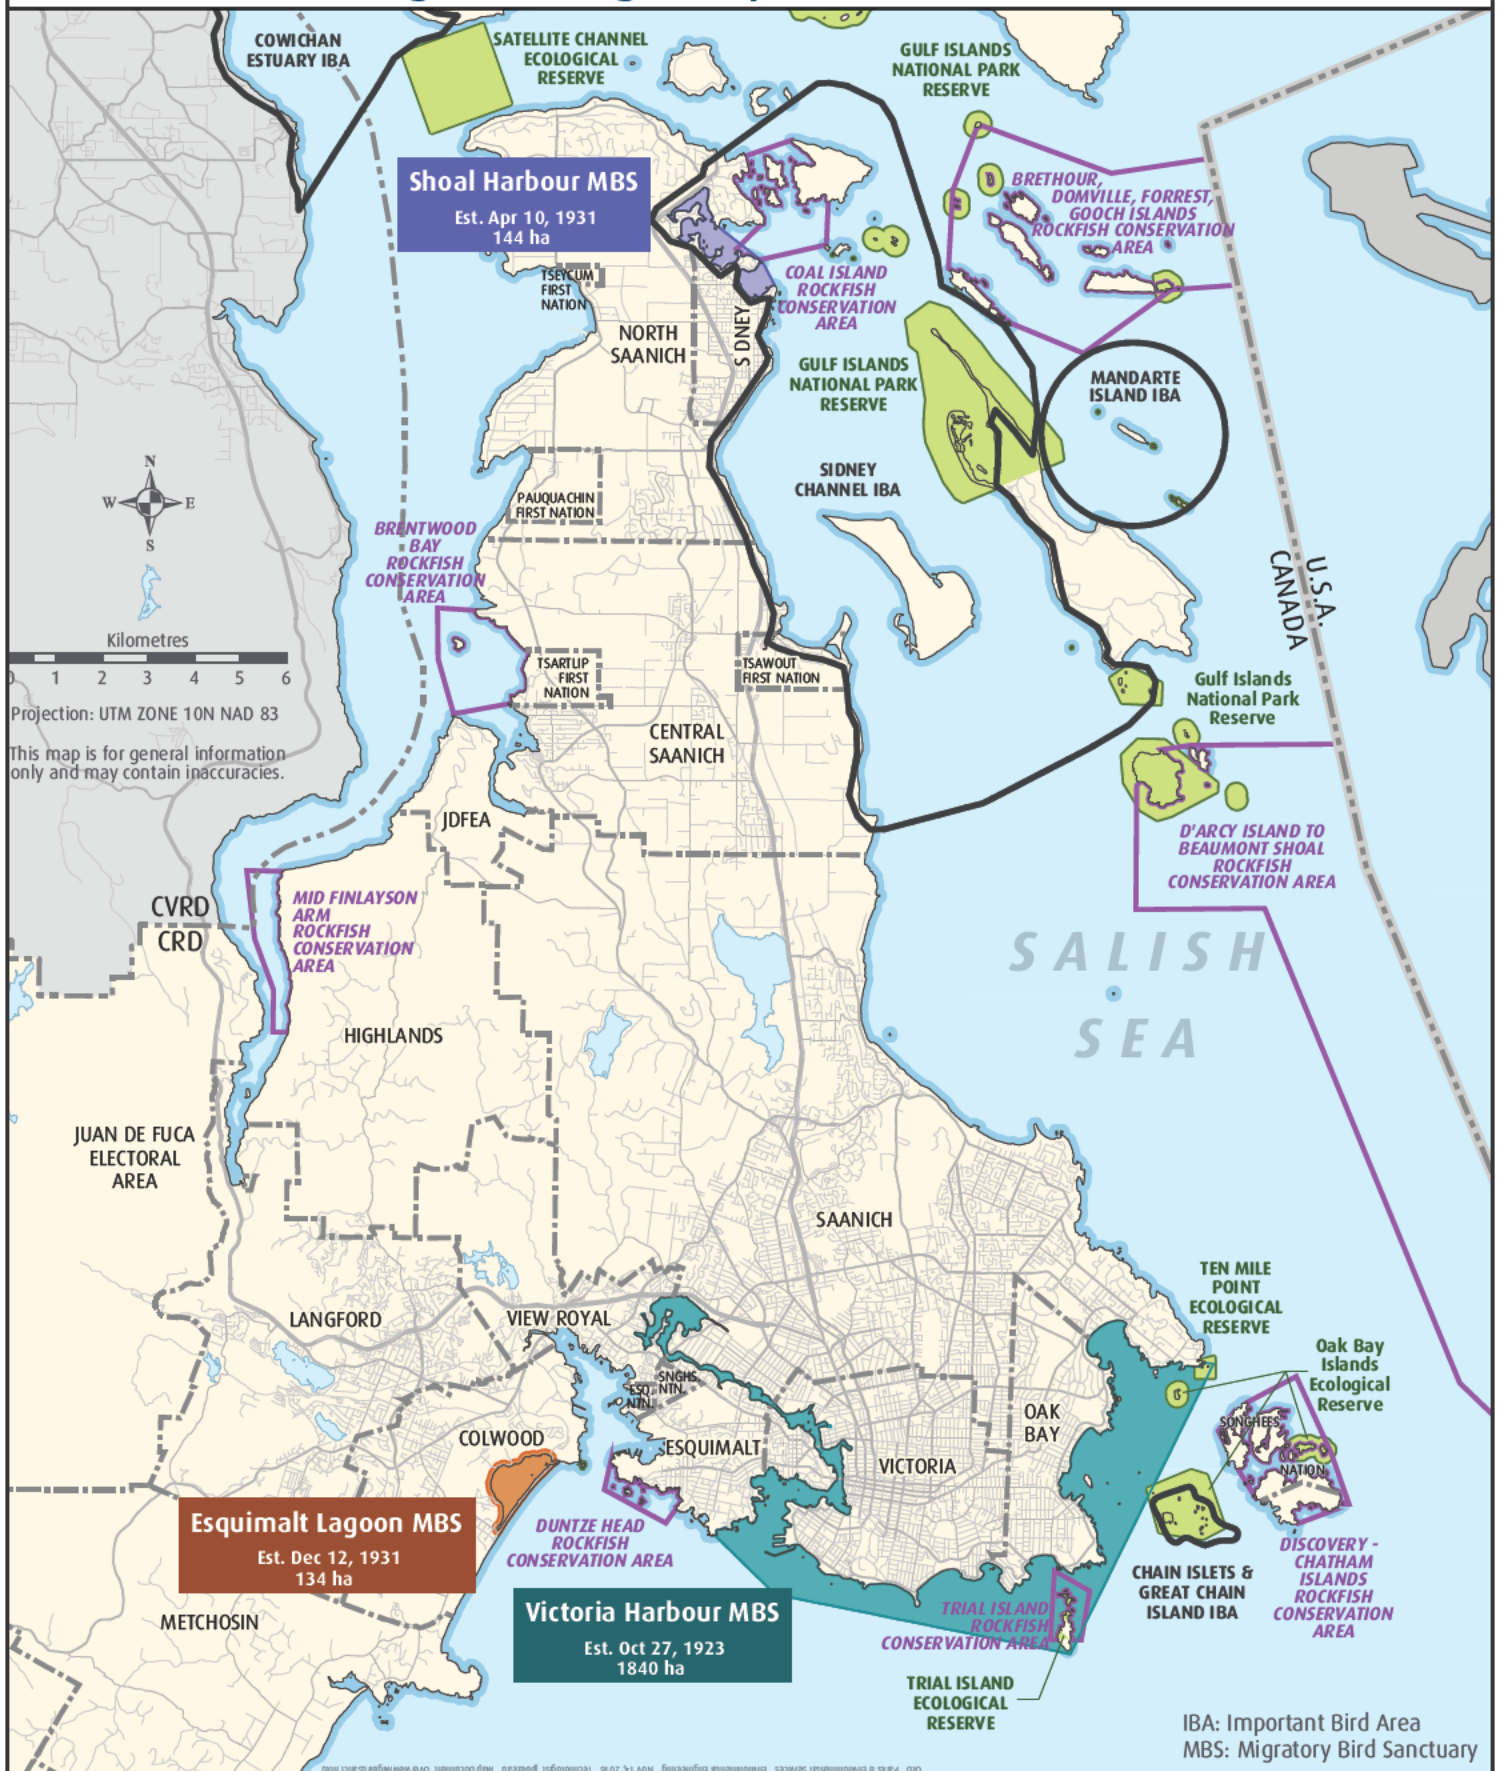 COWICHAN
ESTUARY IBA
SATELLITE CHANNEL
ECOLOGICAL
RESERVE
GULF ISLANDS
NATIONAL PARK
RESERVE
Shoal Harbour MBS
Est. Apr 10, 1931
144 ha
BRETHOUR,
DOMVILLE, FORREST,
GOOCH ISLANDS
ROCKFISH CONSERVATION
AREA
TSEYCUM
FIRST
NATION
COAL ISLAND
ROCKFISH
CONSERVATION
AREA
NORTH
SAANICH
SIDNEY
GULF ISLANDS
NATIONAL PARK
RESERVE
MANDARTE
ISLAND IBA
SIDNEY
CHANNEL IBA
N
W E
S
PAUQUACHIN
FIRST NATION
BRENTWOOD
BAY
ROCKFISH
CONSERVATION
AREA
U.S.A.
CANADA
Kilometres
0 1 2 3 4 5 6
Projection: UTM ZONE 10N NAD 83
This map is for general information
only and may contain inaccuracies.
TSARTLIP
FIRST
NATION
TSAWOUT
FIRST NATION
Gulf Islands
National Park
Reserve
CENTRAL
SAANICH
JDFEA
D'ARCY ISLAND TO
BEAUMONT SHOAL
ROCKFISH
CONSERVATION AREA
CVRD
CRD
MID FINLAYSON
ARM
ROCKFISH
CONSERVATION
AREA
SALISH
SEA
HIGHLANDS
JUAN DE FUCA
ELECTORAL
AREA
SAANICH
TEN MILE
POINT
ECOLOGICAL
RESERVE
LANGFORD
VIEW ROYAL
Oak Bay
Islands
Ecological
Reserve
SNGHS
NTN.
ESQ.
NTN.
OAK
BAY
SONGHEES
NATION
COLWOOD
ESQUIMALT
VICTORIA
Esquimalt Lagoon MBS
Est. Dec 12, 1931
134 ha
DUNTZE HEAD
ROCKFISH
CONSERVATION AREA
CHAIN ISLETS &
GREAT CHAIN
ISLAND IBA
DISCOVERY -
CHATHAM
ISLANDS
ROCKFISH
CONSERVATION
AREA
METCHOSIN
Victoria Harbour MBS
Est. Oct 27, 1923
1840 ha
TRIAL ISLAND
ROCKFISH
CONSERVATION AREA
TRIAL ISLAND
ECOLOGICAL
RESERVE
IBA: Important Bird Area
MBS: Migratory Bird Sanctuary